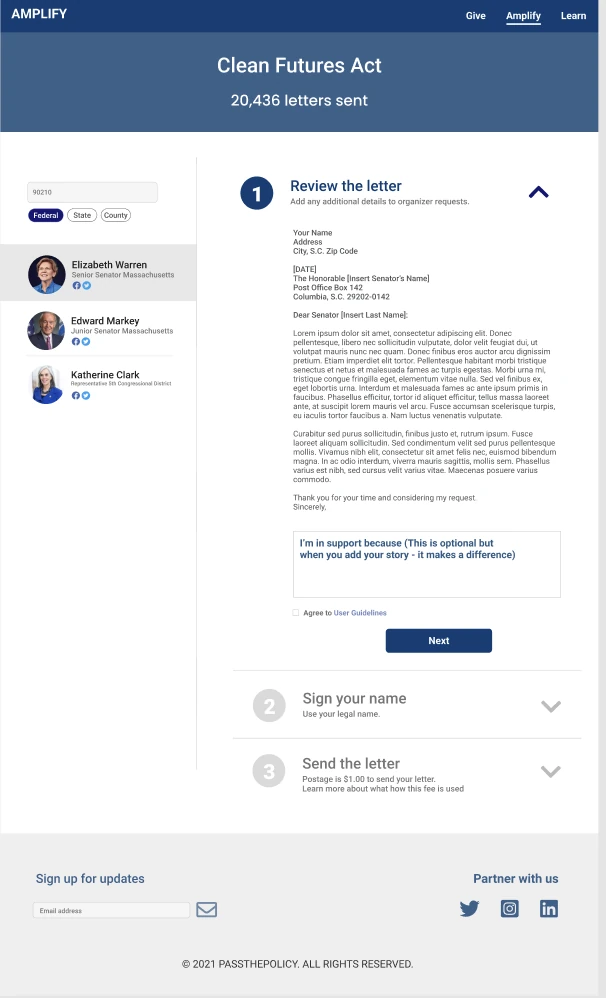 AMPLIFY
Give
Amplify
Learn
Clean Futures Act
20,436 letters sent
90210
Federal
State
County
Elizabeth Warren
Senior Senator Massachusetts
Edward Markey
Junior Senator Massachusetts
Katherine Clark
Representative 5th Congressional District
1
Review the letter
Add any additional details to organizer requests.
Your Name
Address
City, S.C. Zip Code
[DATE]
The Honorable [Insert Senator's Name]
Post Office Box 142
Columbia, S.C. 29202-0142
Dear Senator [Insert Last Name]:
Lorem ipsum dolor sit amet, consectetur adipiscing elit. Donec
pellentesque, libero nec sollicitudin vulputate, dolor velit feugiat dui, ut
volutpat mauris nunc nec quam. Donec finibus eros auctor arcu dignissim
pretium. Etiam imperdiet elit tortor. Pellentesque habitant morbi tristique
senectus et netus et malesuada fames ac turpis egestas. Morbi urna mi,
tristique congue fringilla eget, elementum vitae nulla. Sed vel finibus ex,
eget lobortis urna. Interdum et malesuada fames ac ante ipsum primis in
faucibus. Phasellus efficitur, tortor id aliquet efficitur, tellus massa laoreet
ante, at suscipit lorem mauris vel arcu. Fusce accumsan scelerisque turpis,
eu iaculis tortor faucibus a. Nam luctus venenatis vulputate.
Curabitur sed purus sollicitudin, finibus justo et, rutrum ipsum. Fusce
laoreet aliquam sollicitudin. Sed condimentum velit sed purus pellentesque
mollis. Vivamus nibh elit, consectetur sit amet felis nec, euismod bibendum
magna. In ac odio interdum, viverra mauris sagittis, mollis sem. Phasellus
varius est nibh, sed cursus velit varius vitae. Maecenas posuere varius
commodo.
Thank you for your time and considering my request.
Sincerely,
I'm in support because (This is optional but
when you add your story - it makes a difference)
Agree to User Guidelines
Next
2
Sign your name
Use your legal name.
3
Send the letter
Postage is $1.00 to send your letter.
Learn more about what how this fee is used
Sign up for updates
Email address
Partner with us
© 2021 PASSTHEPOLICY. ALL RIGHTS RESERVED.